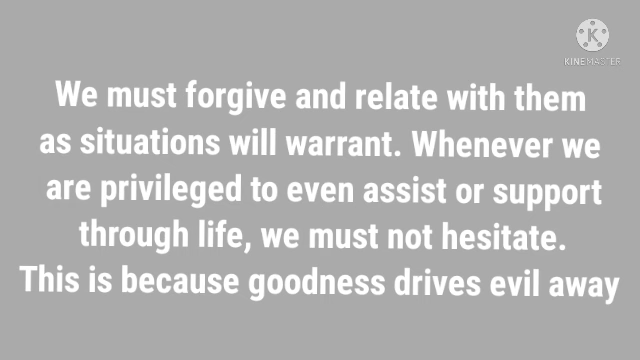 KINEMASTER
We must forgive and relate with them
as situations will warrant. Whenever we
are privileged to even assist or support
through life, we must not hesitate.
This is because goodness drives evil away